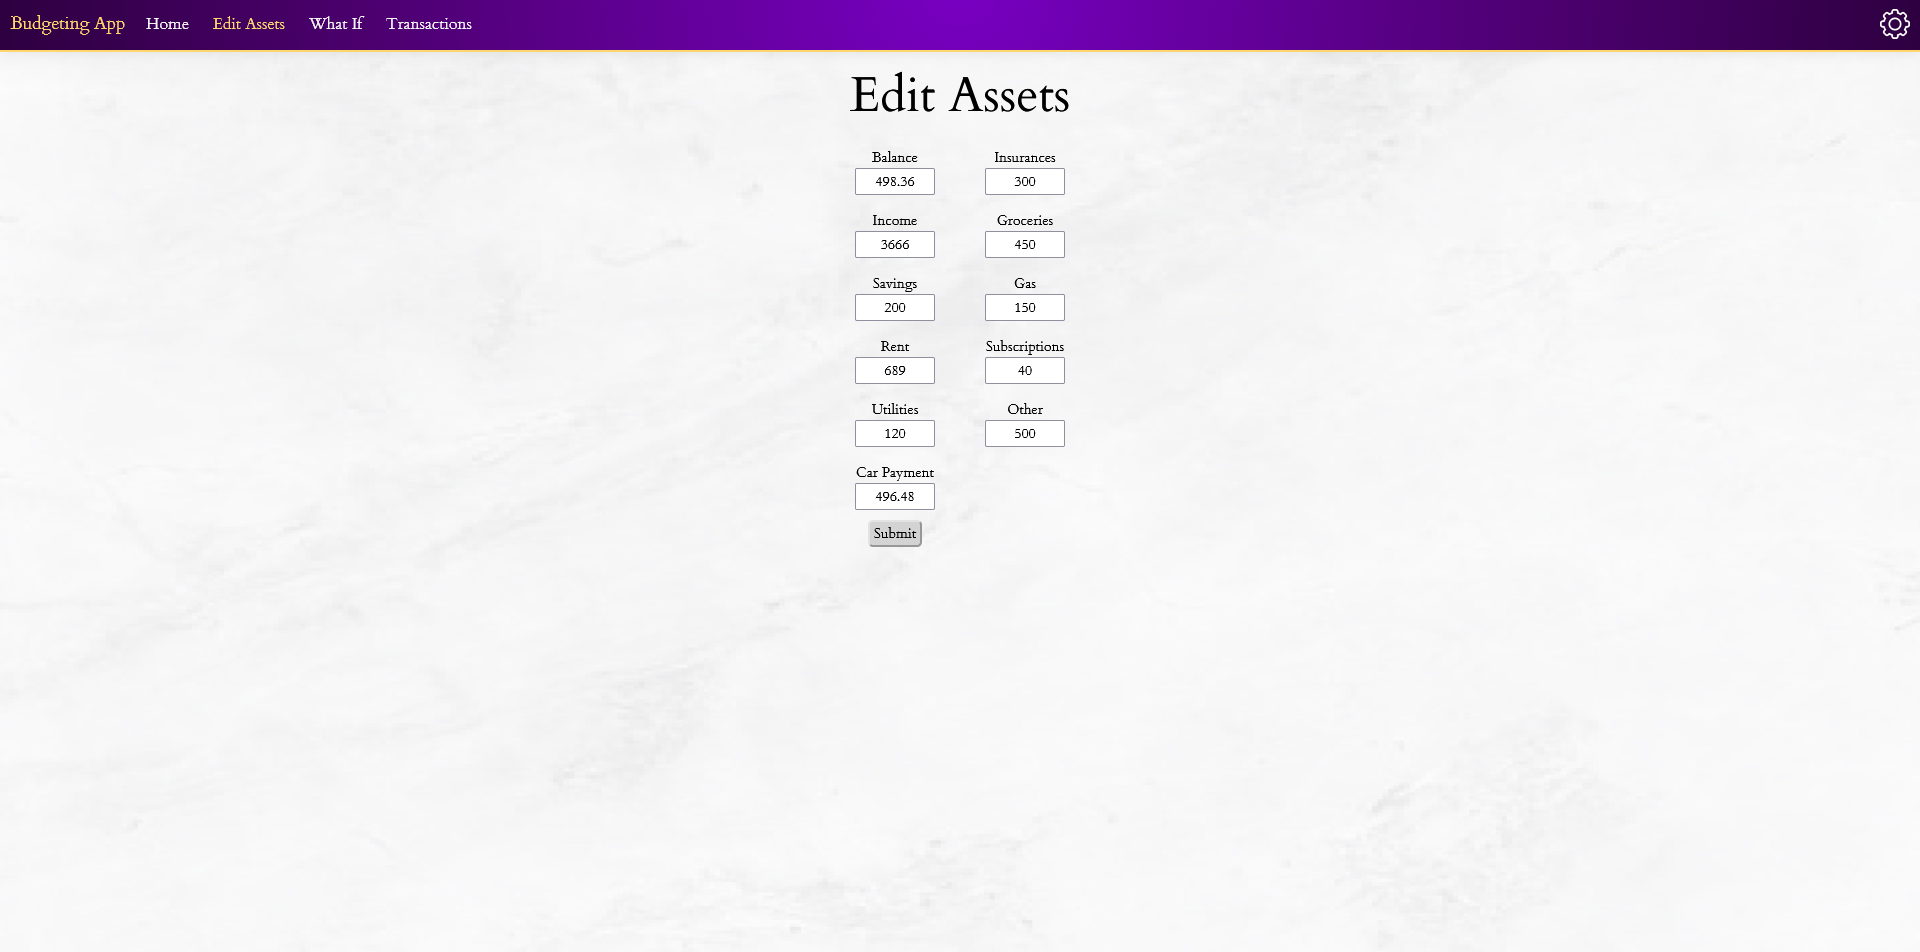 Budgeting App Home Edit Assets What If Transactions
Edit Assets
Balance Insurances
498.36 300
Income Groceries
3666 450
Savings Gas
200 150
Rent Subscriptions
689 40
Utilities Other
120 500
Car Payment
496.48
Submit